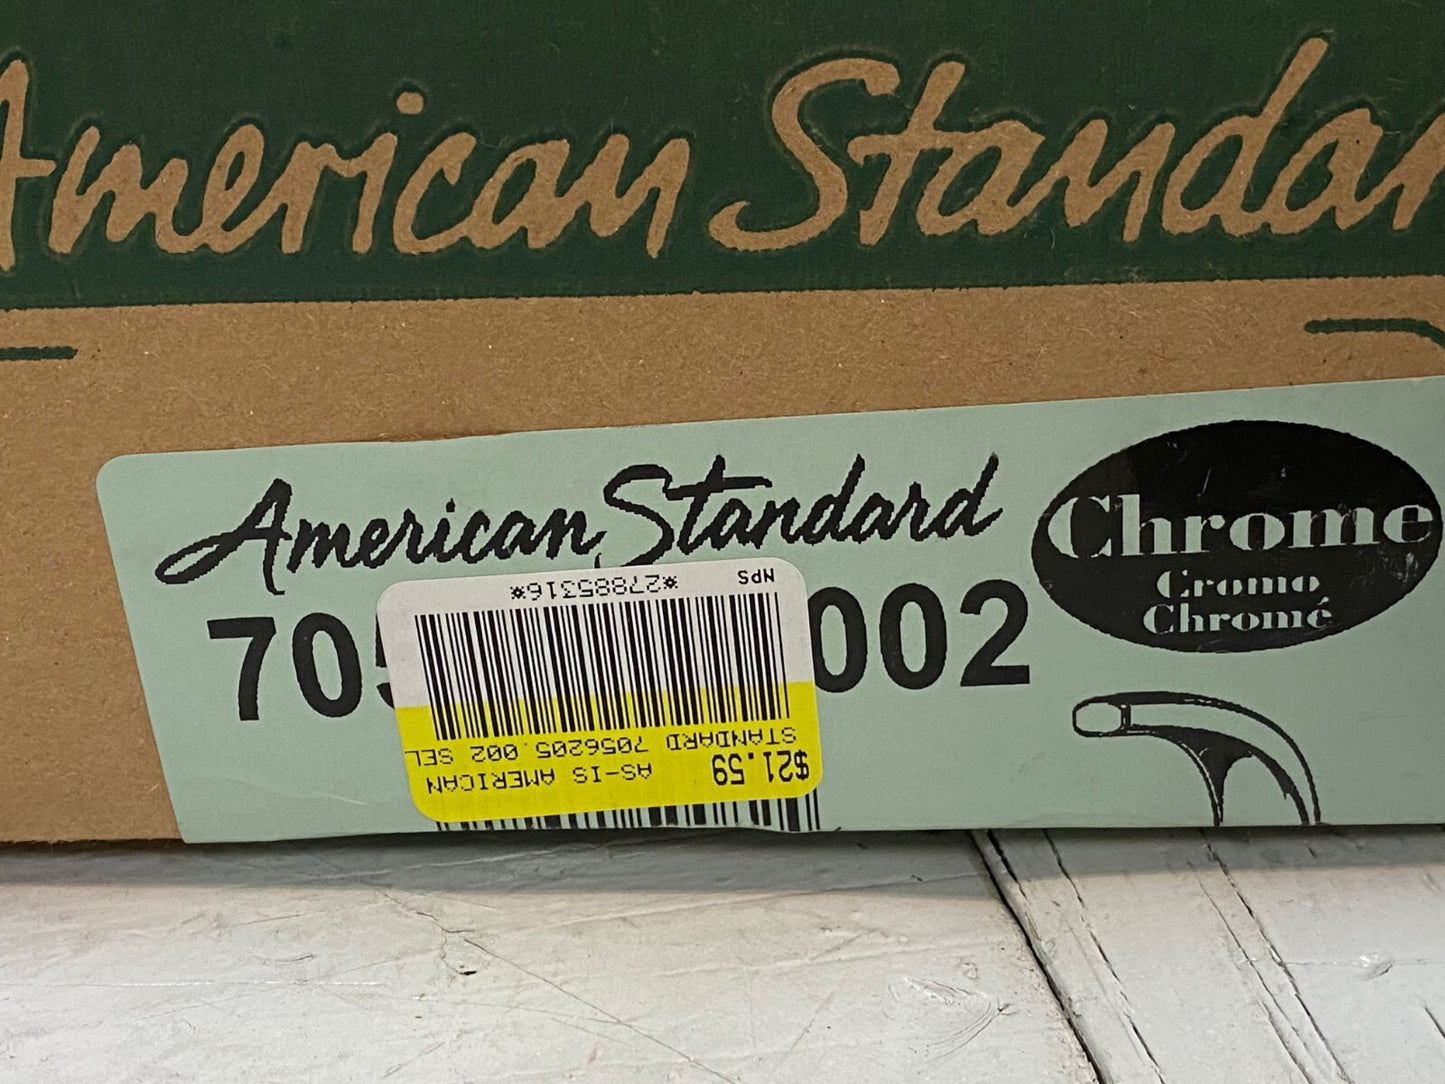 American Standar
American Standard
705 002
Chrome
Cromo
Chromé
$21.59 AS-IS AMERICAN
STANDARD 7056205.002 SEL
NPS *27885316*